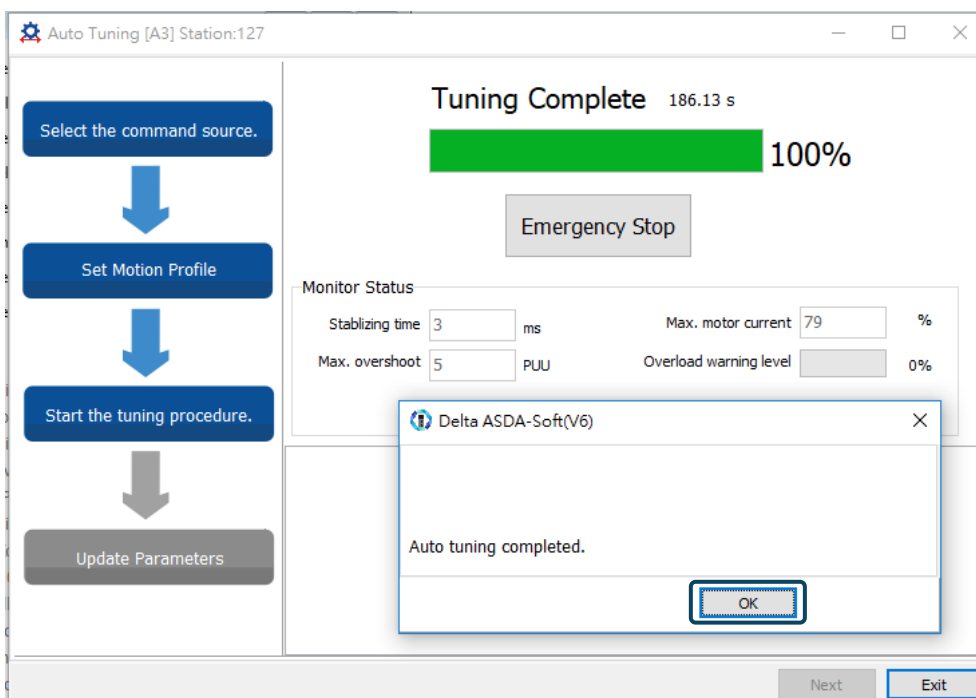 Auto Tuning [A3] Station:127
Select the command source.
Set Motion Profile
Start the tuning procedure.
Update Parameters
Tuning Complete 186.13 s
100%
Emergency Stop
Monitor Status
Stablizing time 3 ms
Max. motor current 79 %
Max. overshoot 5 PUU
Overload warning level 0%
Delta ASDA-Soft(V6)
Auto tuning completed.
OK
Next
Exit